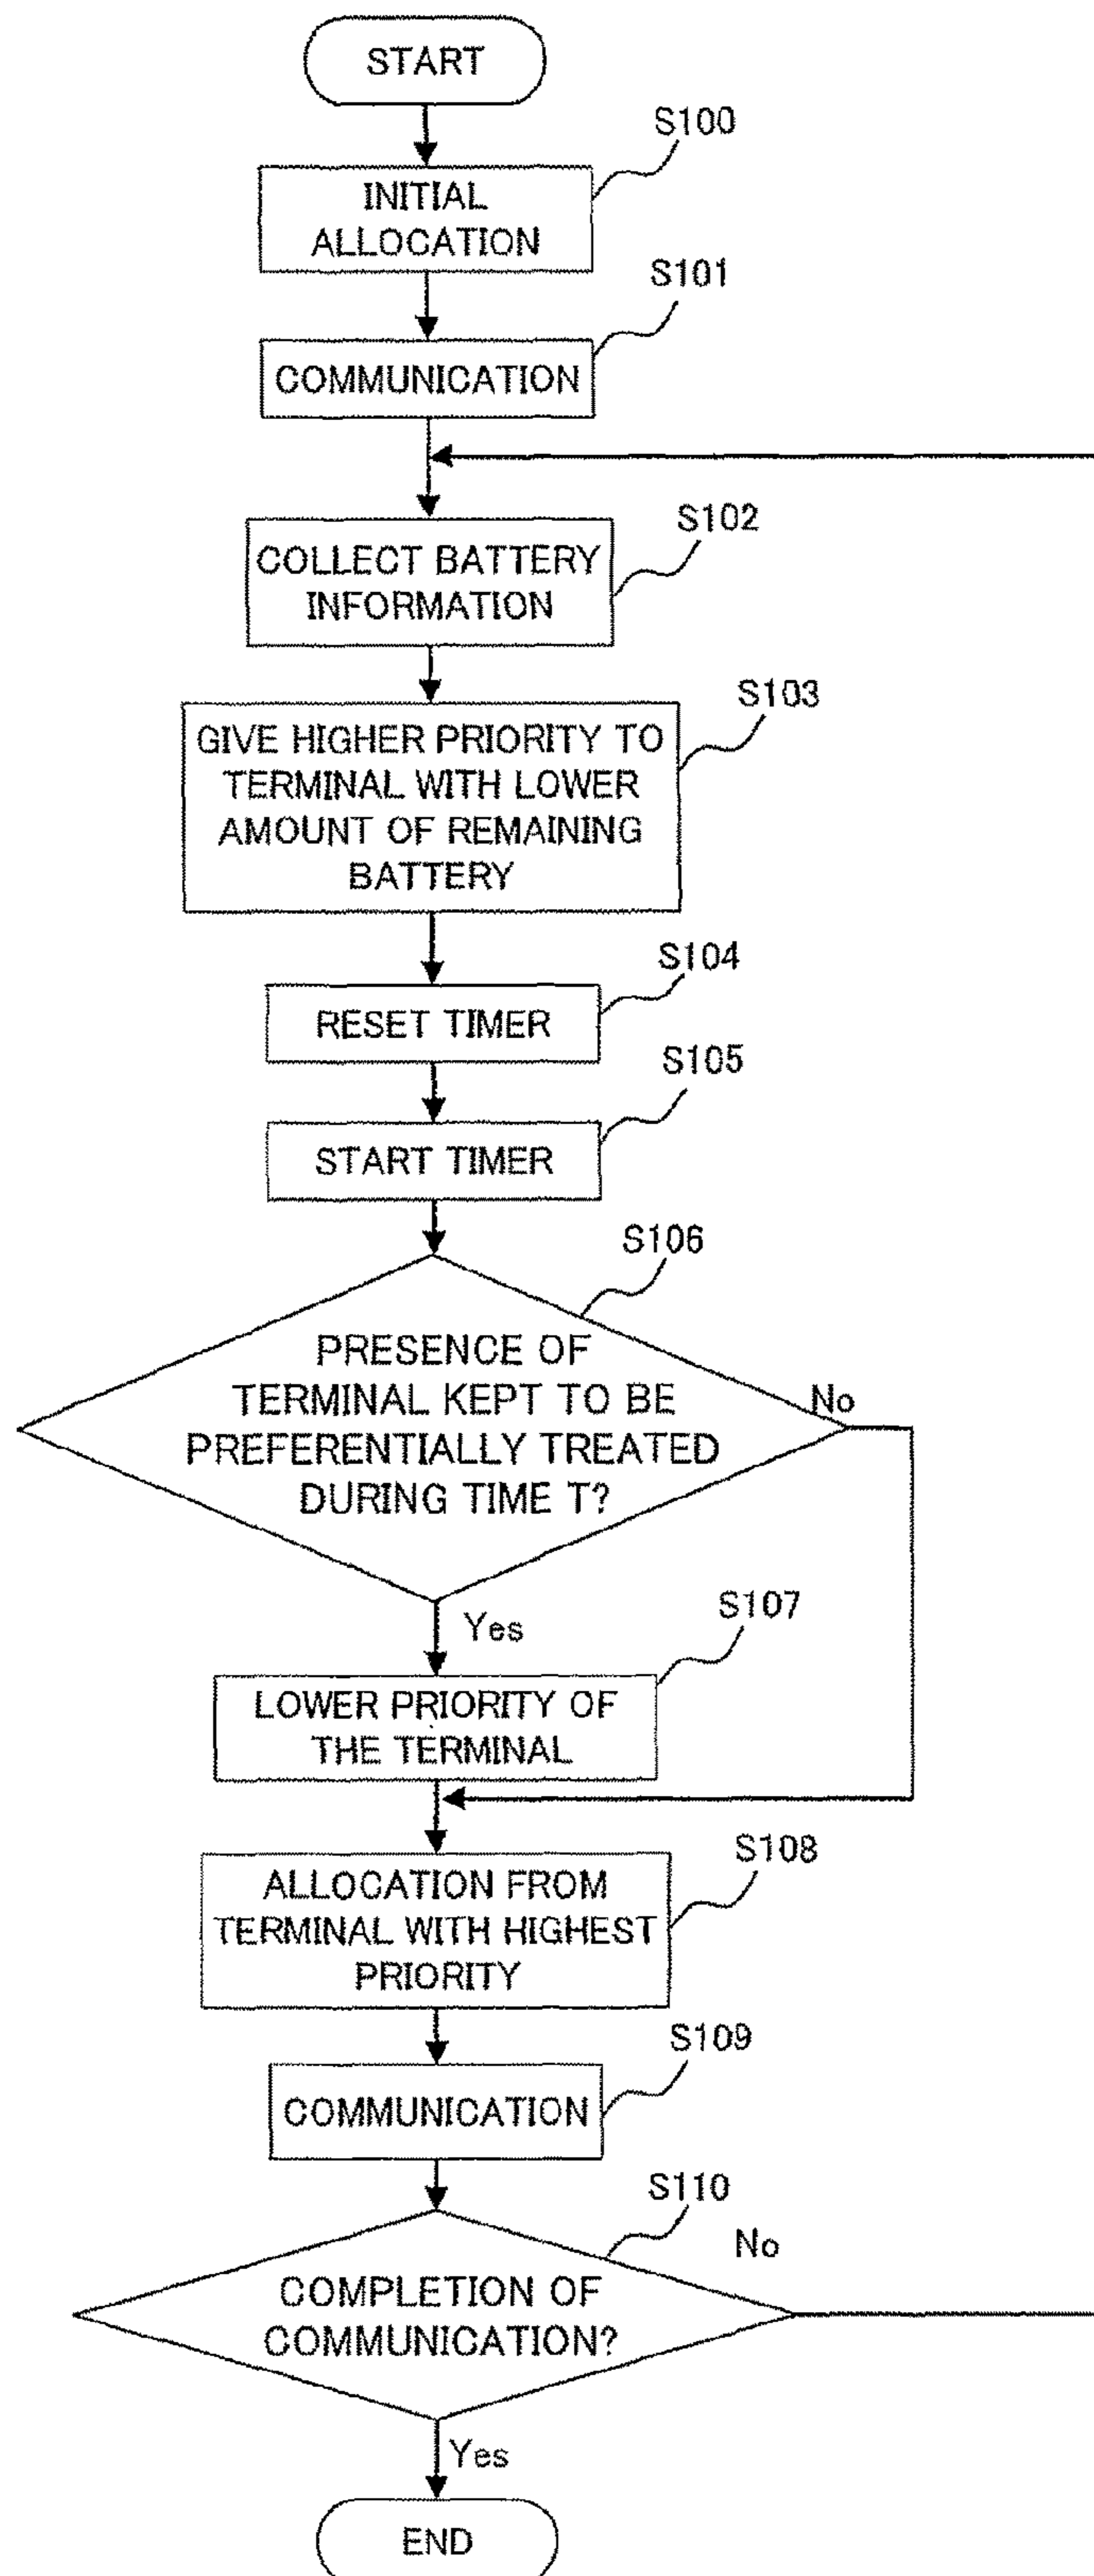 START
S100
INITIAL
ALLOCATION
S101
COMMUNICATION
S102
COLLECT BATTERY
INFORMATION
S103
GIVE HIGHER PRIORITY TO
TERMINAL WITH LOWER
AMOUNT OF REMAINING
BATTERY
S104
RESET TIMER
S105
START TIMER
S106
PRESENCE OF
TERMINAL KEPT TO BE
PREFERENTIALLY TREATED
DURING TIME T?
No
Yes
S107
LOWER PRIORITY OF
THE TERMINAL
S108
ALLOCATION FROM
TERMINAL WITH HIGHEST
PRIORITY
S109
COMMUNICATION
S110
No
COMPLETION OF
COMMUNICATION?
Yes
END